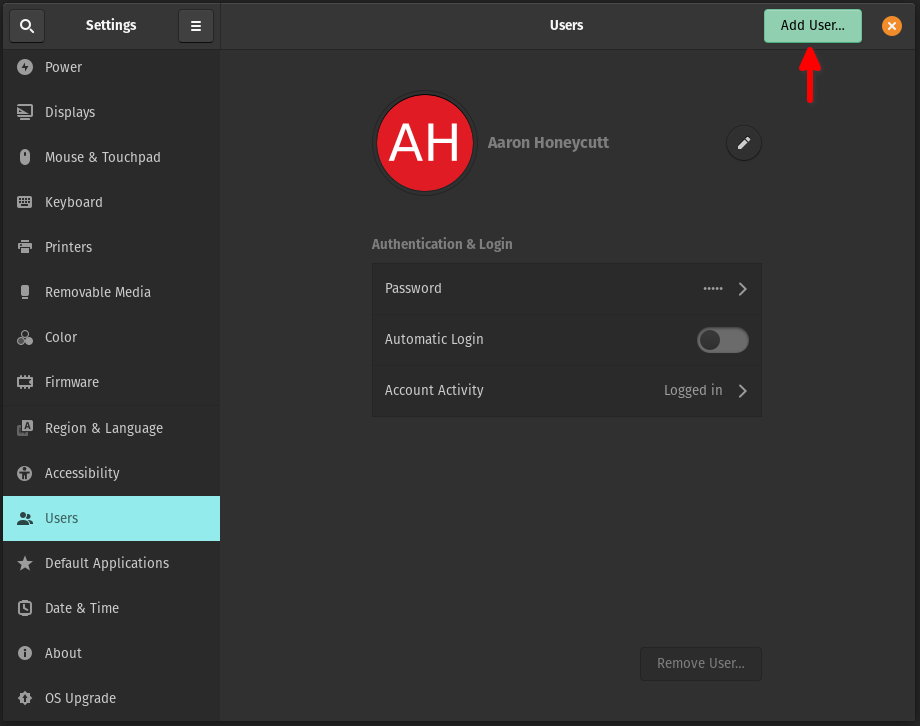 Settings
Users
Add User...
Power
Displays
Mouse & Touchpad
Keyboard
Printers
Removable Media
Color
Firmware
Region & Language
Accessibility
Users
Default Applications
Date & Time
About
OS Upgrade
AH
Aaron Honeycutt
Authentication & Login
Password •••••
Automatic Login
Account Activity Logged in
Remove User...